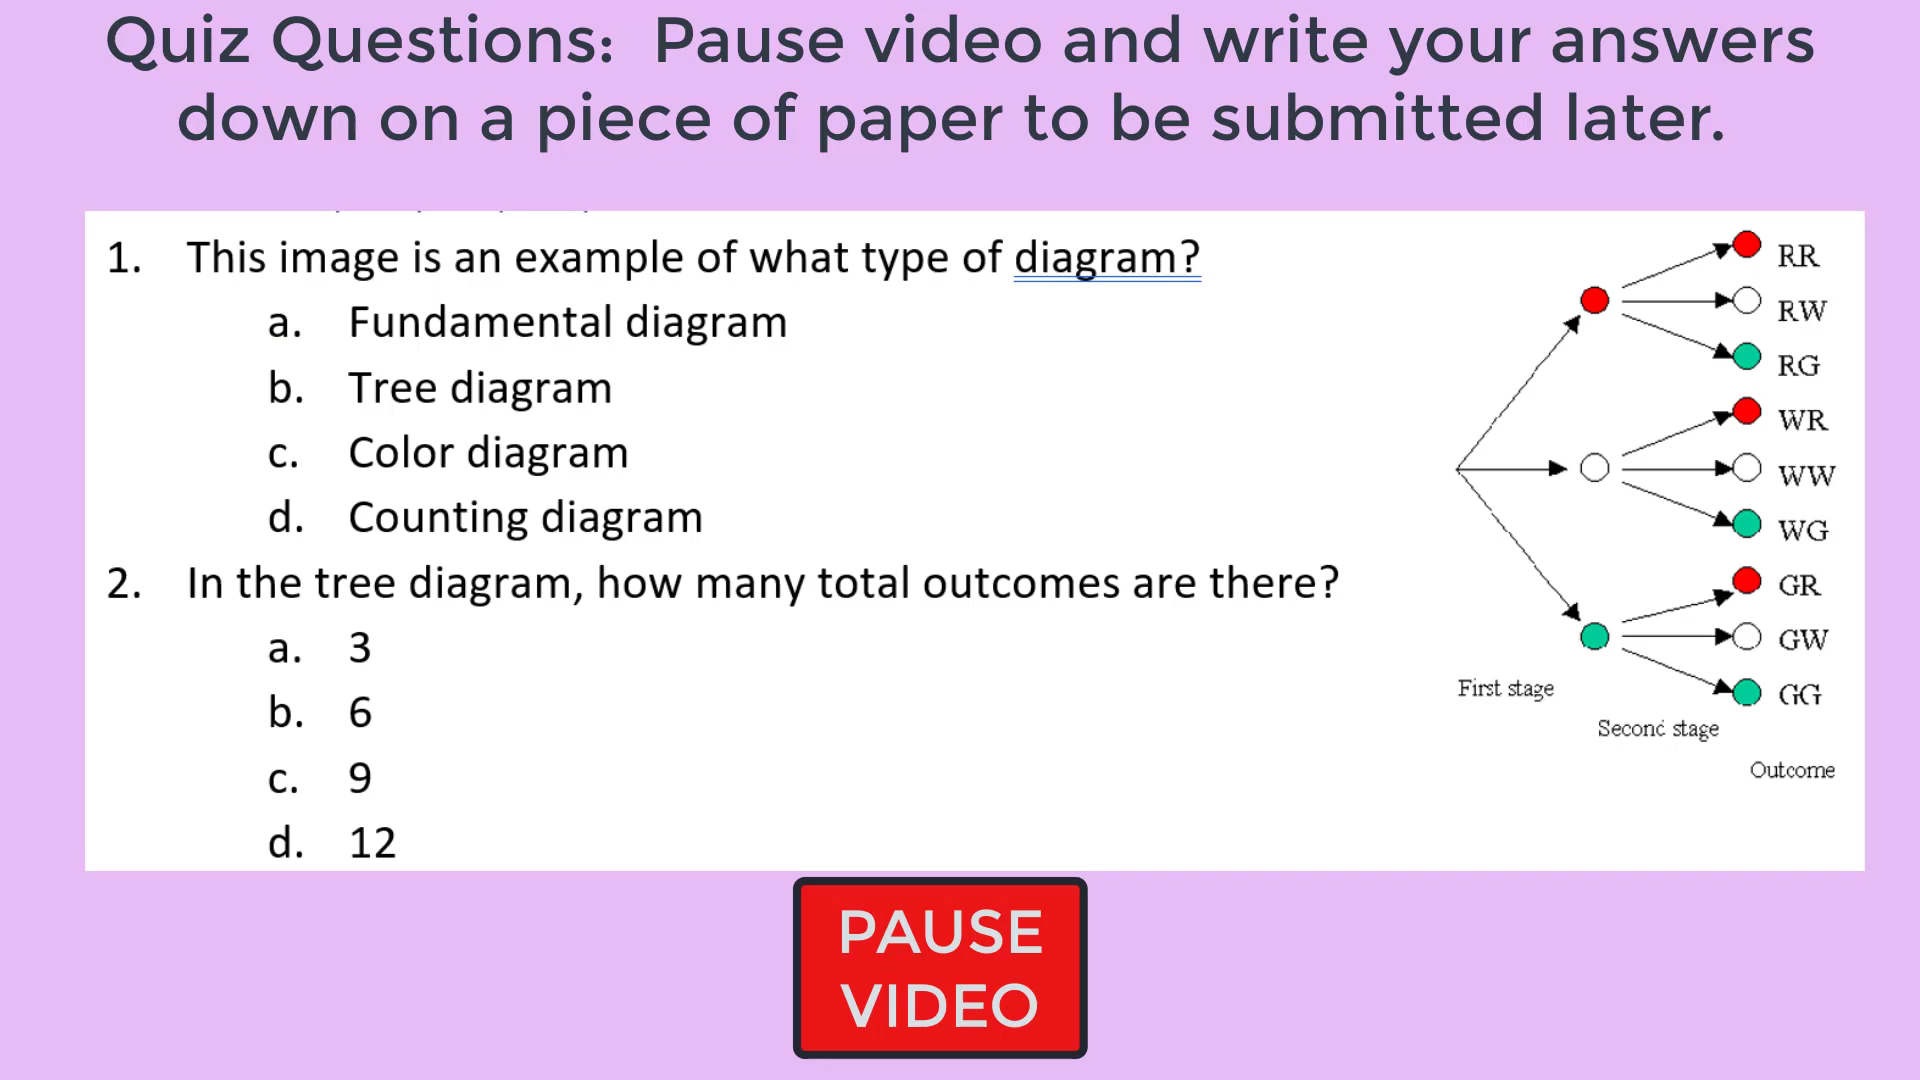 Quiz Questions: Pause video and write your answers
down on a piece of paper to be submitted later.
1. This image is an example of what type of diagram?
a. Fundamental diagram
b. Tree diagram
c. Color diagram
d. Counting diagram
2. In the tree diagram, how many total outcomes are there?
a. 3
b. 6
c. 9
d. 12
RR
RW
RG
WR
WW
WG
GR
GW
GG
First stage
Second stage
Outcome
PAUSE
VIDEO